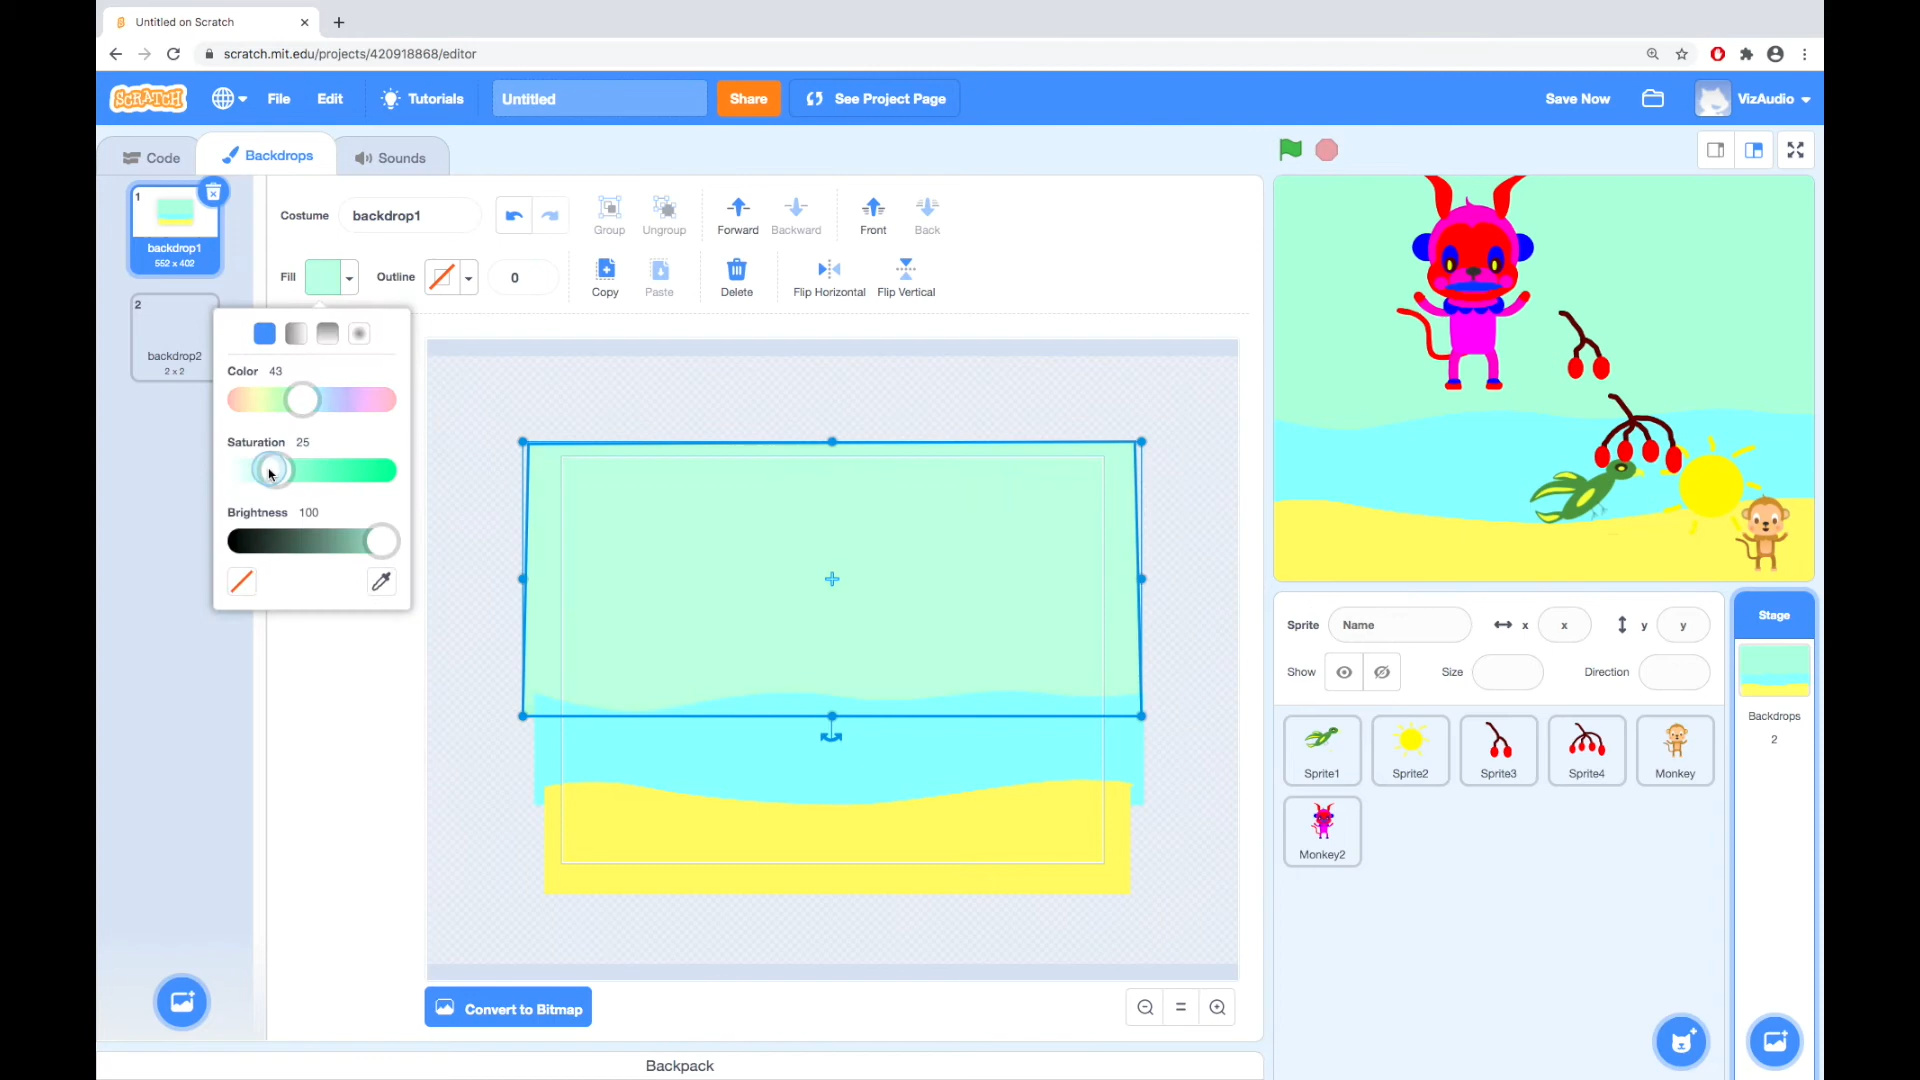 Untitled on Scratch
scratch.mit.edu/projects/420918868/editor
SCRATCH
File
Edit
Tutorials
Untitled
Share
See Project Page
Save Now
VizAudio
Code
Backdrops
Sounds
1
backdrop1
552 x 402
2
backdrop2
2 x 2
Costume
backdrop1
Group
Ungroup
Forward
Backward
Front
Back
Fill
Outline
0
Copy
Paste
Delete
Flip Horizontal
Flip Vertical
Color 43
Saturation 25
Brightness 100
Convert to Bitmap
Backpack
Sprite
Name
x
x
y
y
Show
Size
Direction
Stage
Backdrops
2
Sprite1
Sprite2
Sprite3
Sprite4
Monkey
Monkey2